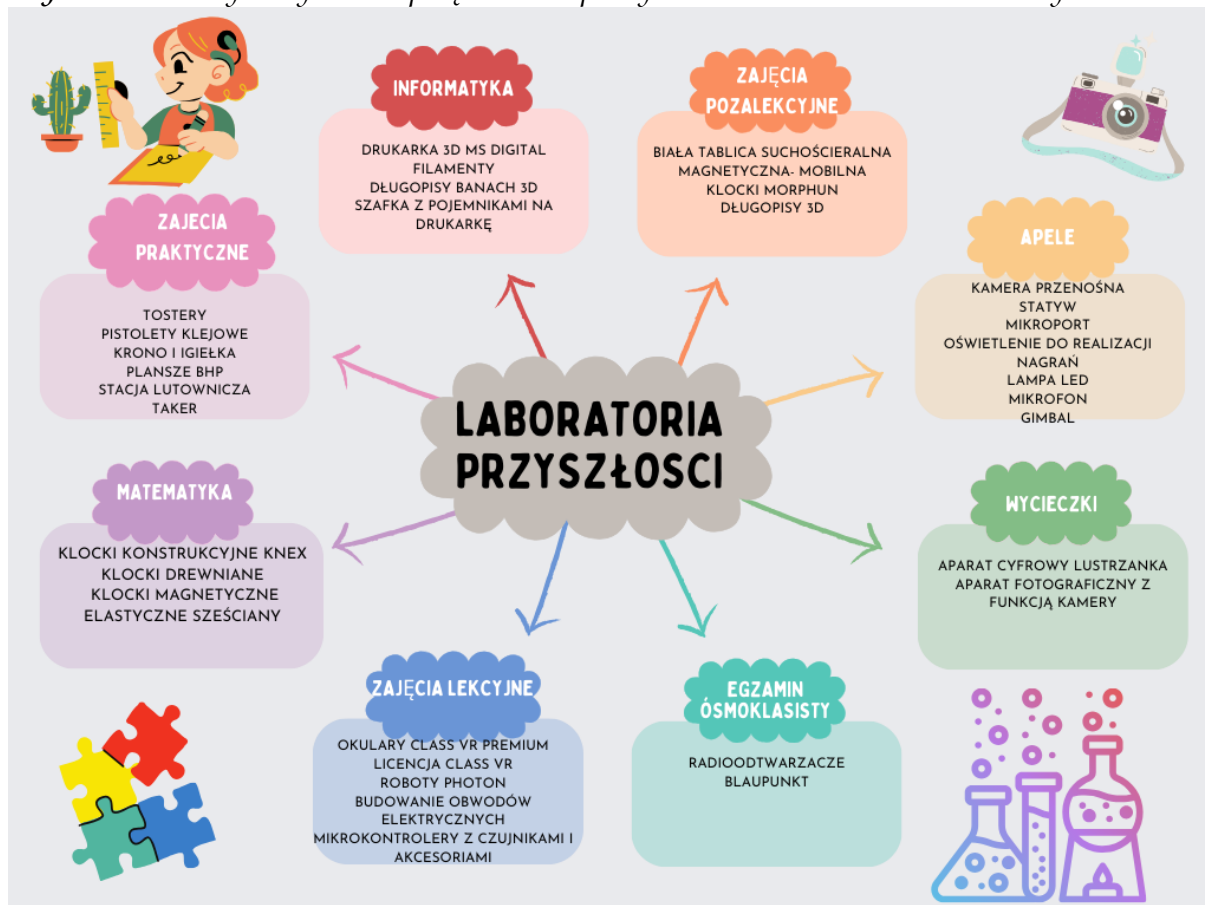 INFORMATYKA
DRUKARKA 3D MS DIGITAL
FILAMENTY
DŁUGOPISY BANACH 3D
SZAFKA Z POJEMNIKAMI NA
DRUKARKĘ
ZAJĘCIA
POZALEKCYJNE
BIAŁA TABLICA SUCHOŚCIERALNA
MAGNETYCZNA- MOBILNA
KLOCKI MORPHUN
DŁUGOPISY 3D
ZAJECIA
PRAKTYCZNE
TOSTERY
PISTOLETY KLEJOWE
KRONO I IGIEŁKA
PLANSZE BHP
STACJA LUTOWNICZA
TAKER
APELE
KAMERA PRZENOŚNA
STATYW
MIKROPORT
OŚWIETLENIE DO REALIZACJI
NAGRAŃ
LAMPA LED
MIKROFON
GIMBAL
LABORATORIA
PRZYSZŁOSCI
MATEMATYKA
KLOCKI KONSTRUKCYJNE KNEX
KLOCKI DREWNIANE
KLOCKI MAGNETYCZNE
ELASTYCZNE SZEŚCIANY
WYCIECZKI
APARAT CYFROWY LUSTRZANKA
APARAT FOTOGRAFICZNY Z
FUNKCJĄ KAMERY
ZAJĘCIA LEKCYJNE
OKULARY CLASS VR PREMIUM
LICENCJA CLASS VR
ROBOTY PHOTON
BUDOWANIE OBWODÓW
ELEKTRYCZNYCH
MIKROKONTROLERY Z CZUJNIKAMI I
AKCESORIAMI
EGZAMIN
ÓSMOKLASISTY
RADIOODTWARZACZE
BLAUPUNKT